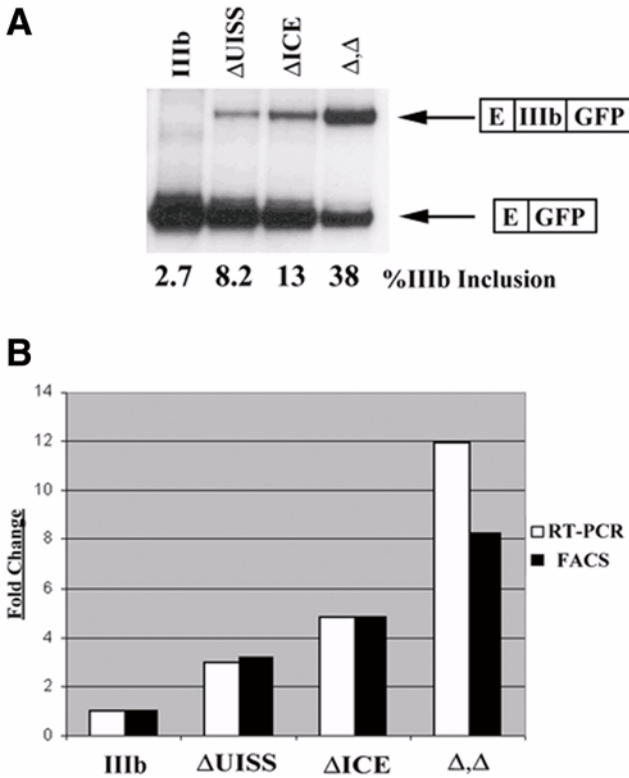 A
IIIb
ΔUISS
ΔICE
Δ,Δ
E IIIb GFP
E GFP
2.7 8.2 13 38 %IIIb Inclusion
B
14
12
10
8
6
4
2
0
Fold Change
RT-PCR
FACS
IIIb ΔUISS ΔICE Δ,Δ